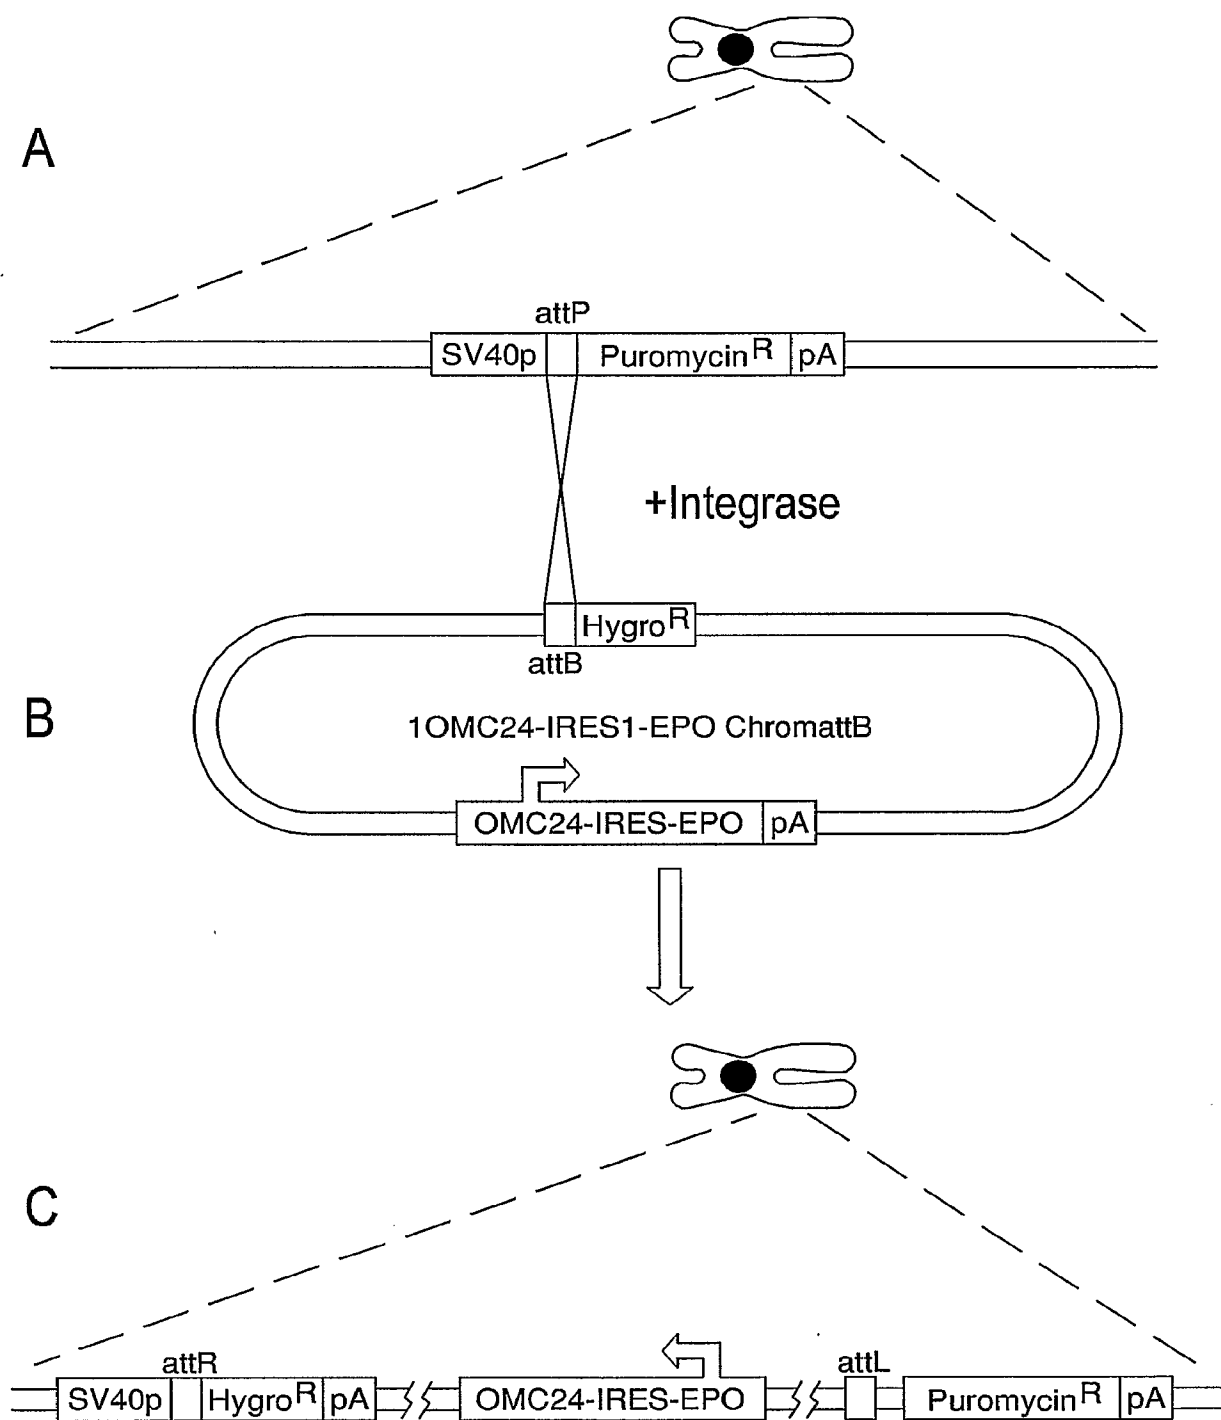 A
attP
SV40p
Puromycin R
pA
+Integrase
Hygro R
attB
B
1OMC24-IRES1-EPO ChromattB
OMC24-IRES-EPO
pA
C
attR
attL
SV40p
Hygro R
pA
OMC24-IRES-EPO
Puromycin R
pA